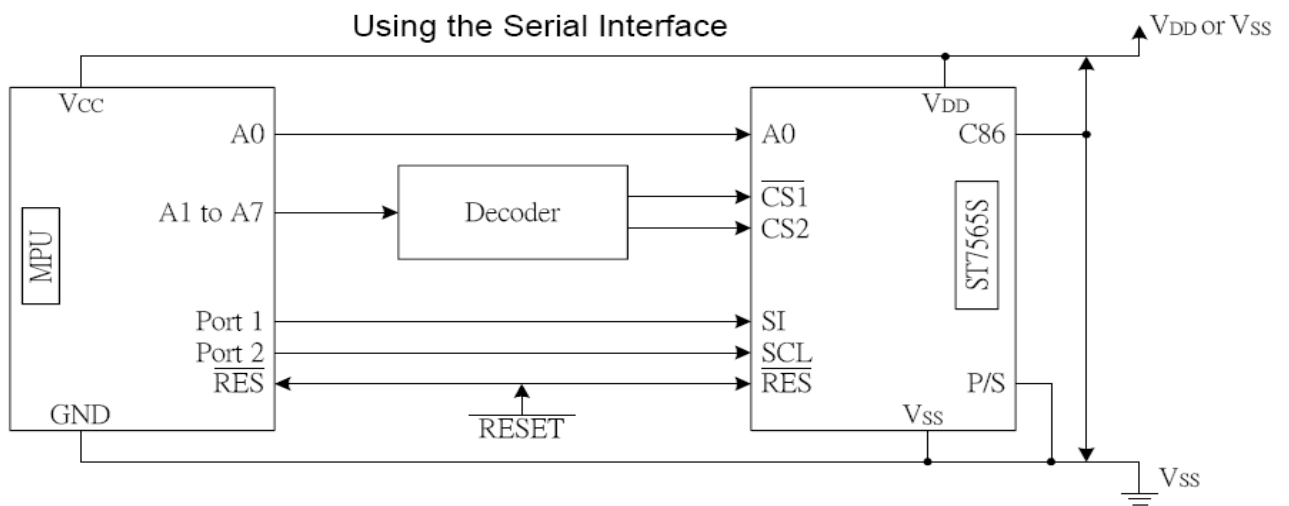 Using the Serial Interface
VDD or VSS
VCC
VDD
A0
A0
C86
A1 to A7
Decoder
CS1
CS2
MPU
ST7565S
Port 1
SI
Port 2
SCL
RES
RES
P/S
GND
RESET
VSS
VSS